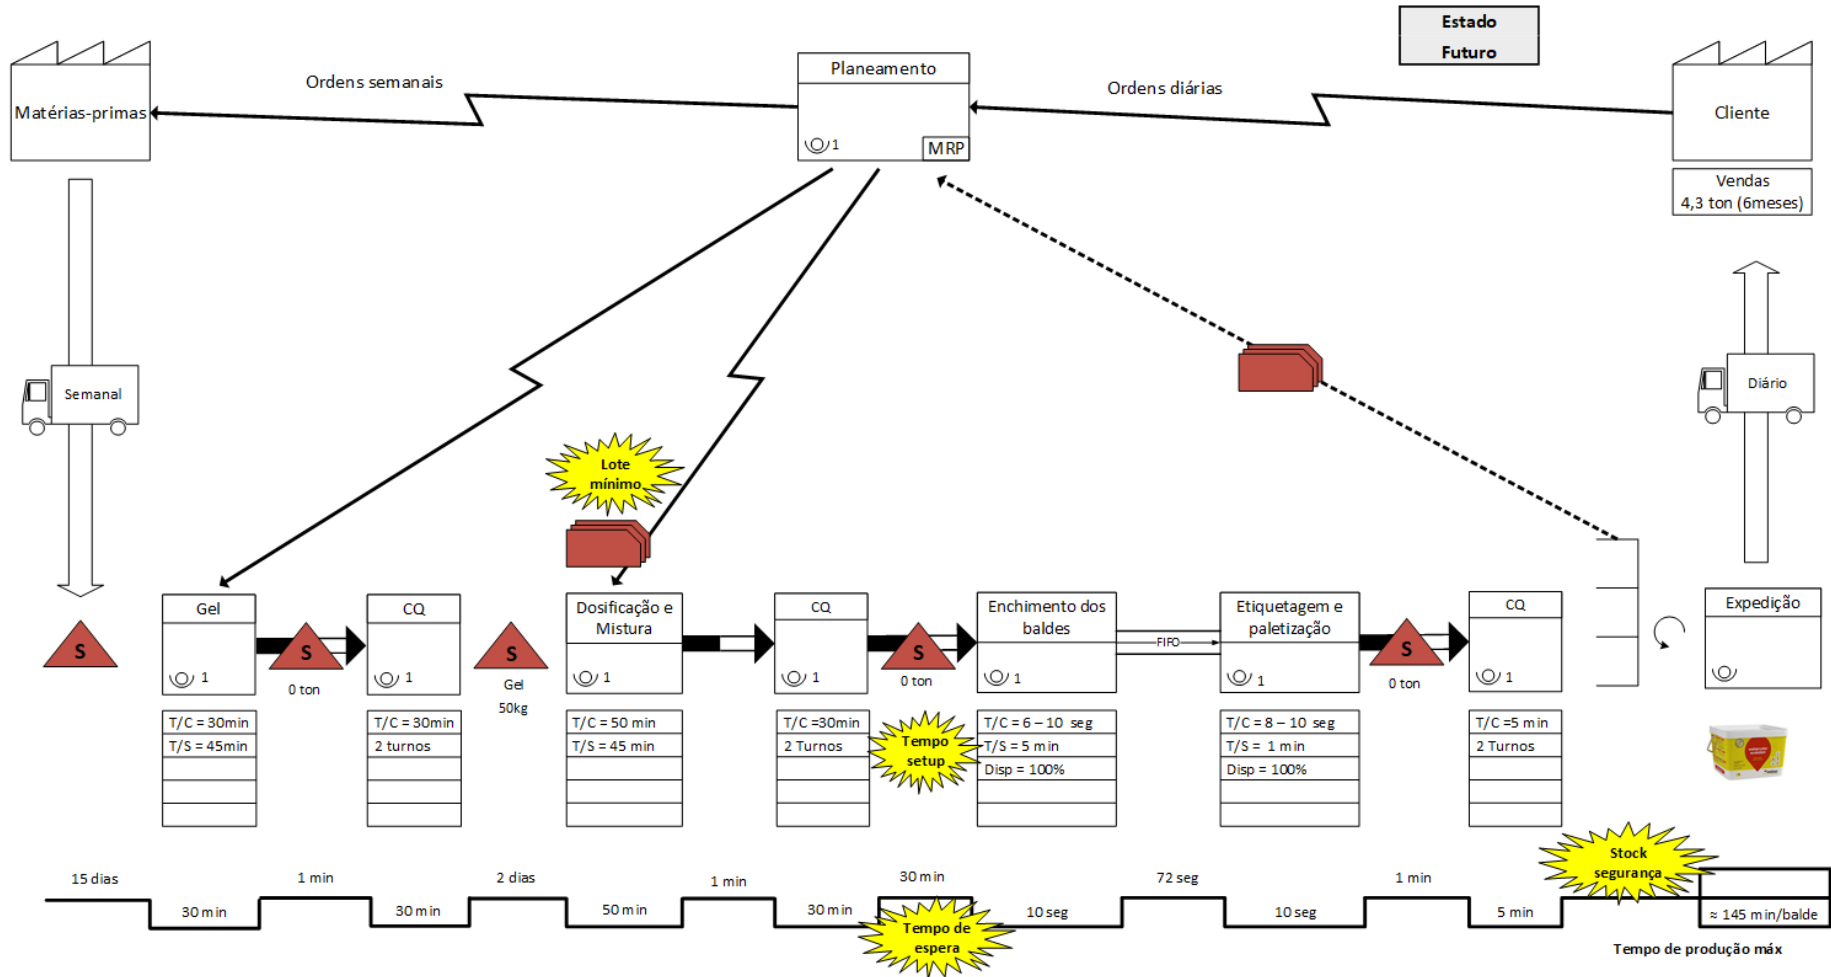 Estado
Futuro
Matérias-primas
Ordens semanais
Planeamento
1
MRP
Ordens diárias
Cliente
Vendas
4,3 ton (6meses)
Semanal
Diário
Lote
mínimo
Gel
1
S
S
0 ton
CQ
1
S
Gel
50kg
Dosificação e
Mistura
1
CQ
1
S
0 ton
Enchimento dos
baldes
1
FIFO
Etiquetagem e
paletização
1
S
0 ton
CQ
1
Expedição
T/C = 30min
T/S = 45min
T/C = 30min
2 turnos
T/C = 50 min
T/S = 45 min
T/C =30min
2 Turnos
Tempo
setup
T/C = 6 – 10 seg
T/S = 5 min
Disp = 100%
T/C = 8 – 10 seg
T/S = 1 min
Disp = 100%
T/C =5 min
2 Turnos
Stock
segurança
15 dias
30 min
1 min
30 min
2 dias
50 min
1 min
30 min
30 min
Tempo de
espera
10 seg
72 seg
10 seg
1 min
5 min
≈ 145 min/balde
Tempo de produção máx